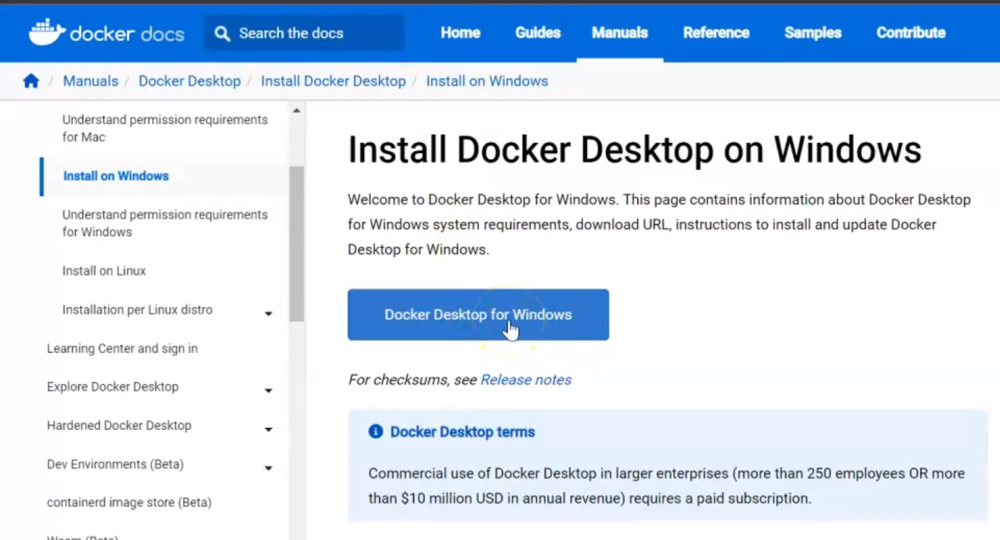 docker docs
Search the docs
Home Guides Manuals Reference Samples Contribute
/ Manuals / Docker Desktop / Install Docker Desktop / Install on Windows
Understand permission requirements
for Mac
Install on Windows
Understand permission requirements
for Windows
Install on Linux
Installation per Linux distro
Learning Center and sign in
Explore Docker Desktop
Hardened Docker Desktop
Dev Environments (Beta)
containerd image store (Beta)
Wasm (Beta)
Install Docker Desktop on Windows
Welcome to Docker Desktop for Windows. This page contains information about Docker Desktop
for Windows system requirements, download URL, instructions to install and update Docker
Desktop for Windows.
Docker Desktop for Windows
For checksums, see Release notes
Docker Desktop terms
Commercial use of Docker Desktop in larger enterprises (more than 250 employees OR more
than $10 million USD in annual revenue) requires a paid subscription.